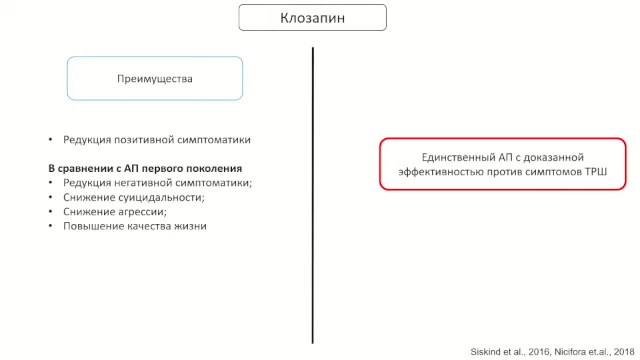 Клозапин
Преимущества
• Редукция позитивной симптоматики
В сравнении с АП первого поколения
• Редукция негативной симптоматики;
• Снижение суицидальности;
• Снижение агрессии;
• Повышение качества жизни
Единственный АП с доказанной
эффективностью против симптомов ТРШ
Siskind et al., 2016, Nicifora et.al., 2018